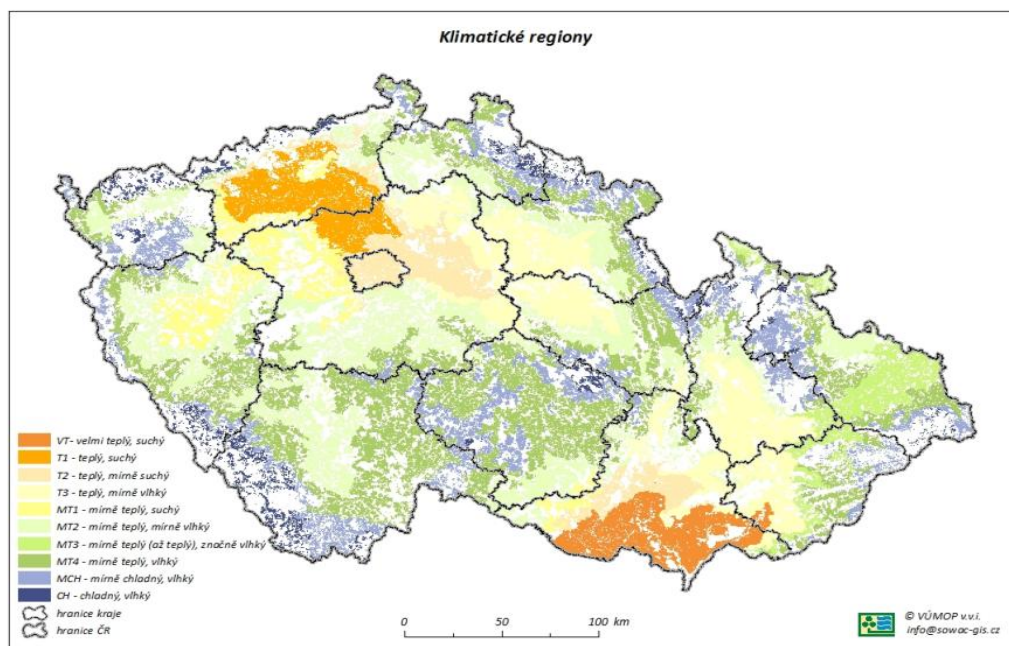 Klimatické regiony
VT- velmi teplý, suchý
T1 - teplý, suchý
T2 - teplý, mírně suchý
T3 - teplý, mírně vlhký
MT1 - mírně teplý, suchý
MT2 - mírně teplý, mírně vlhký
MT3 - mírně teplý (až teplý), značně vlhký
MT4 - mírně teplý, vlhký
MCH - mírně chladný, vlhký
CH - chladný, vlhký
hranice kraje
hranice ČR
0 50 100 km
© VÚMOP v.v.i.
info@sowac-gis.cz